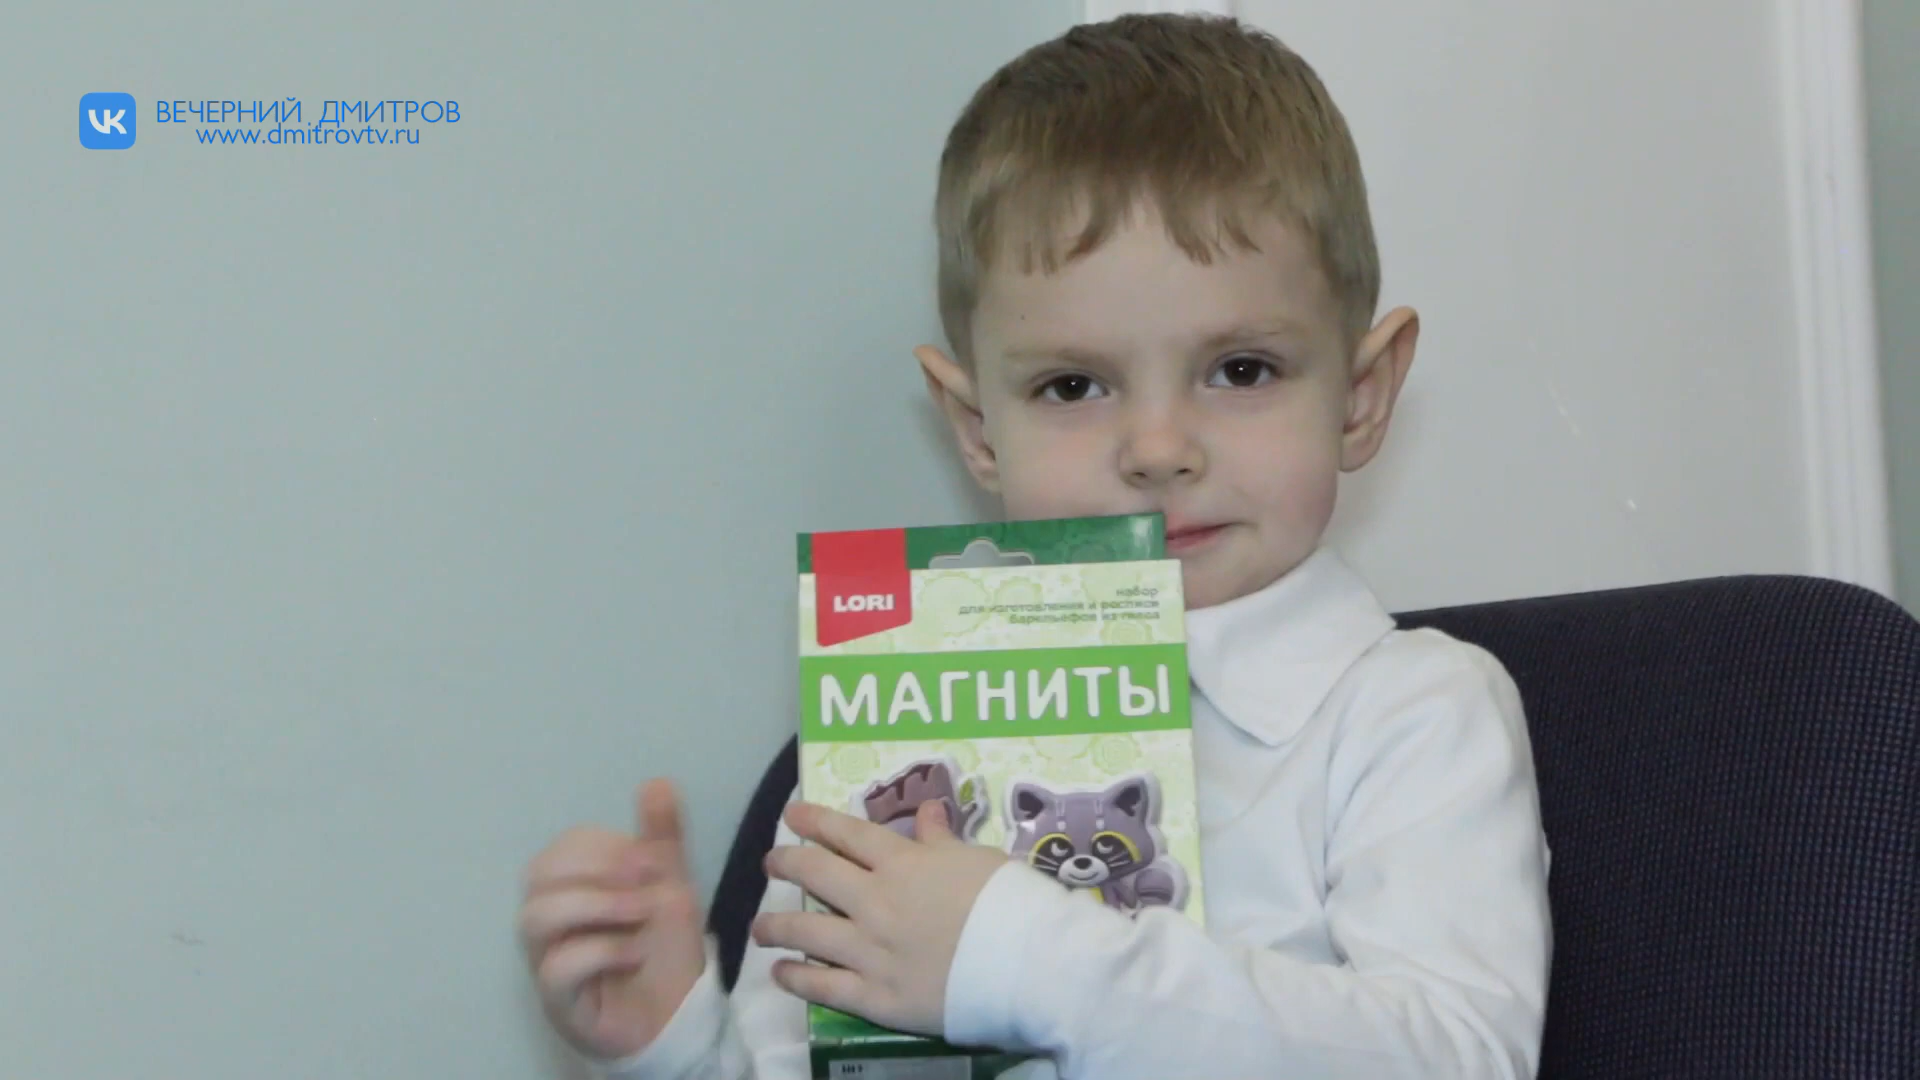 ВЕЧЕРНИЙ ДМИТРОВ
www.dmitrovtv.ru
LORI
набор
для изготовления и росписи
барельефов из гипса
МАГНИТЫ